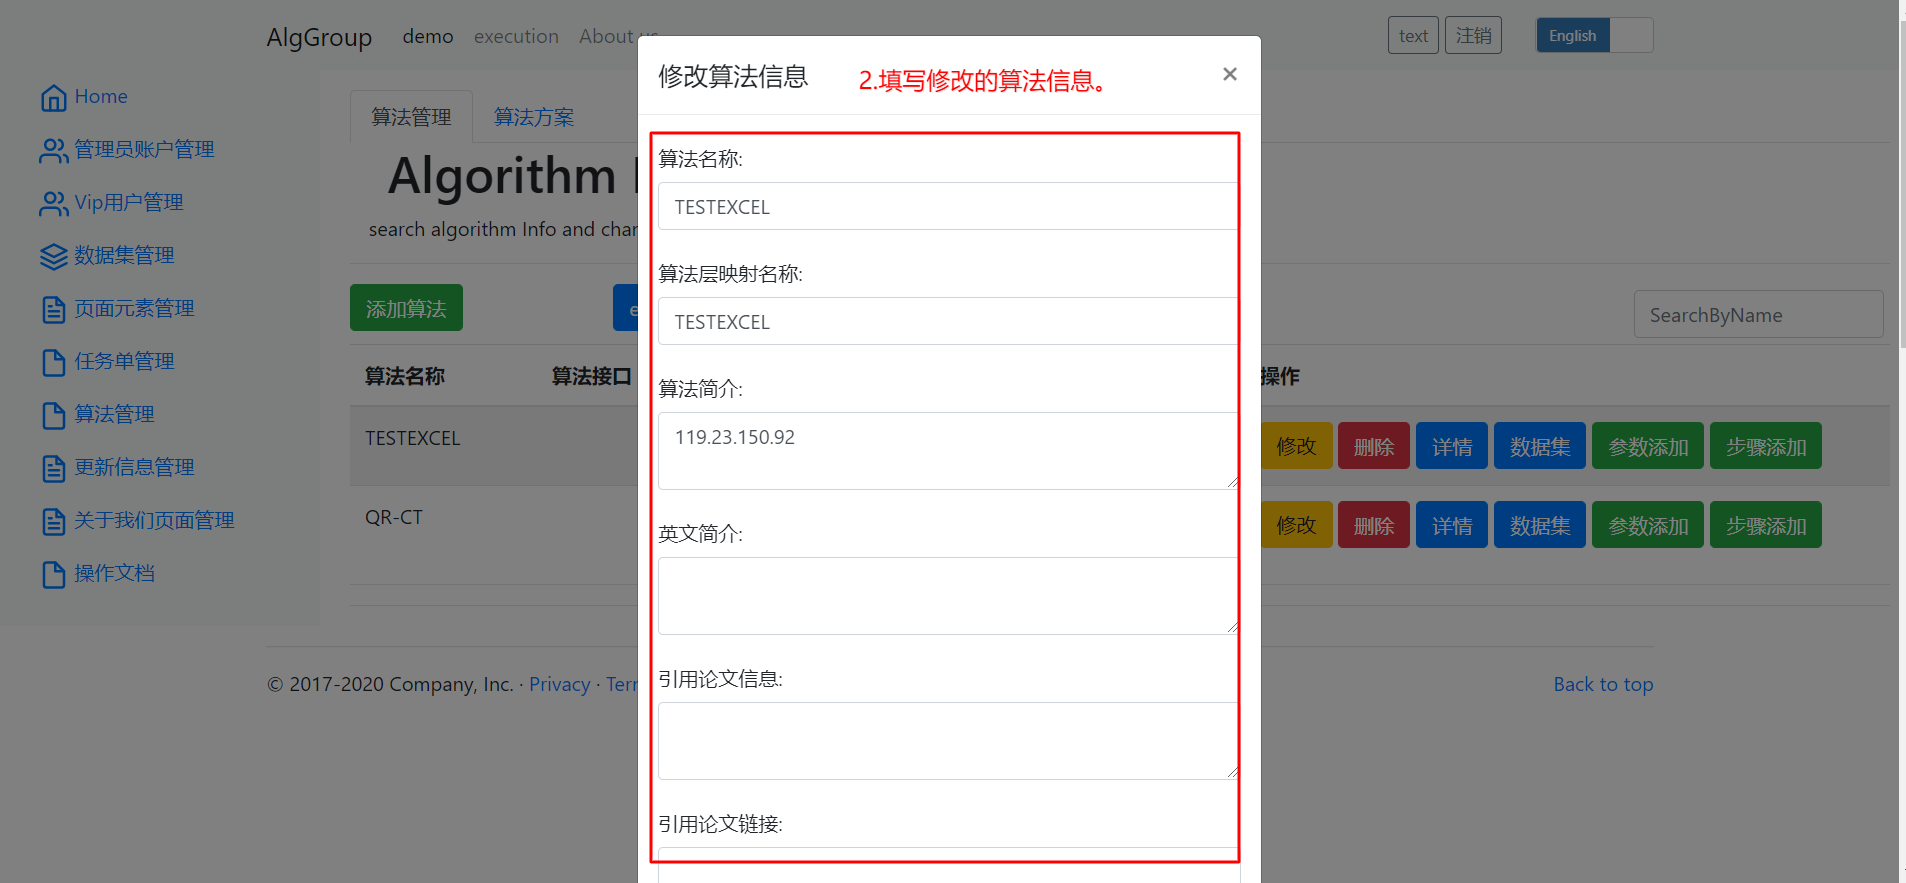 AlgGroup demo execution About us
text 注销 English
Home
管理员账户管理
Vip用户管理
数据集管理
页面元素管理
任务单管理
算法管理
更新信息管理
关于我们页面管理
操作文档
算法管理 算法方案
Algorithm
search algorithm Info and
添加算法
SearchByName
算法名称 算法接口 操作
TESTEXCEL 修改 删除 详情 数据集 参数添加 步骤添加
QR-CT 修改 删除 详情 数据集 参数添加 步骤添加
© 2017-2020 Company, Inc. · Privacy ·
Back to top
修改算法信息 2.填写修改的算法信息。 ×
算法名称:
TESTEXCEL
算法层映射名称:
TESTEXCEL
算法简介:
119.23.150.92
英文简介:
引用论文信息:
引用论文链接: